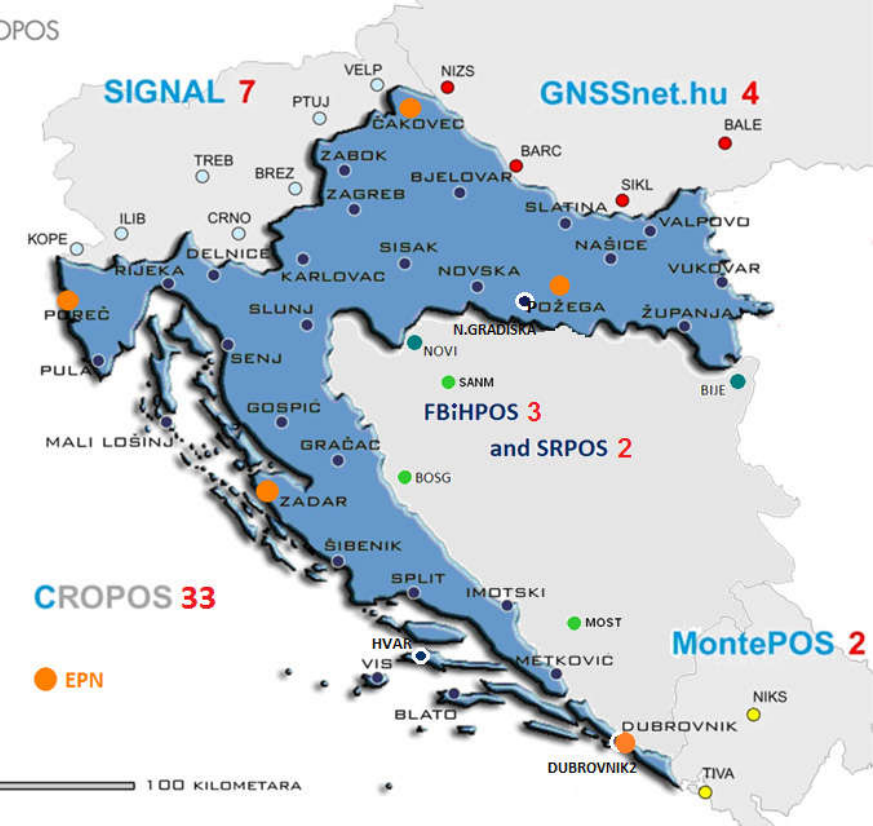 OPOS
VELP
NIZS
SIGNAL 7
GNSSnet.hu 4
PTUJ
ČAKOVEC
BALE
BARC
ZABOK
TREB
BREZ
BJELOVAR
SIKL
ZAGREB
SLATINA
ILIB
CRNO
VALPOVO
KOPE
DELNICE
SISAK
NAŠICE
RIJEKA
KARLOVAC
NOVSKA
VUKOVAR
POREČ
SLUNJ
POŽEGA
ŽUPANJA
N.GRADISKA
NOVI
SENJ
PULA
SANM
BIJE
GOSPIĆ
FBiHPOS 3
MALI LOŠINJ
GRAČAC
and SRPOS 2
BOSG
ZADAR
ŠIBENIK
SPLIT
IMOTSKI
CROPOS 33
MOST
HVAR
MontePOS 2
VIS
METKOVIĆ
EPN
NIKS
BLATO
DUBROVNIK
DUBROVNIK2
TIVA
100 KILOMETARA